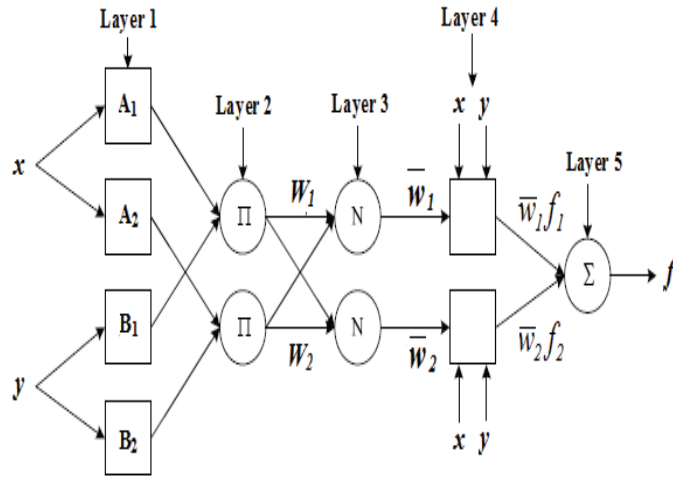 Layer 1
Layer 4
A₁
Layer 2
Layer 3
x y
x
W₁
w̅₁
Layer 5
A₂
Π
N
w̅₁f₁
Σ
f
B₁
Π
N
w̅₂f₂
y
W₂
w̅₂
B₂
x y